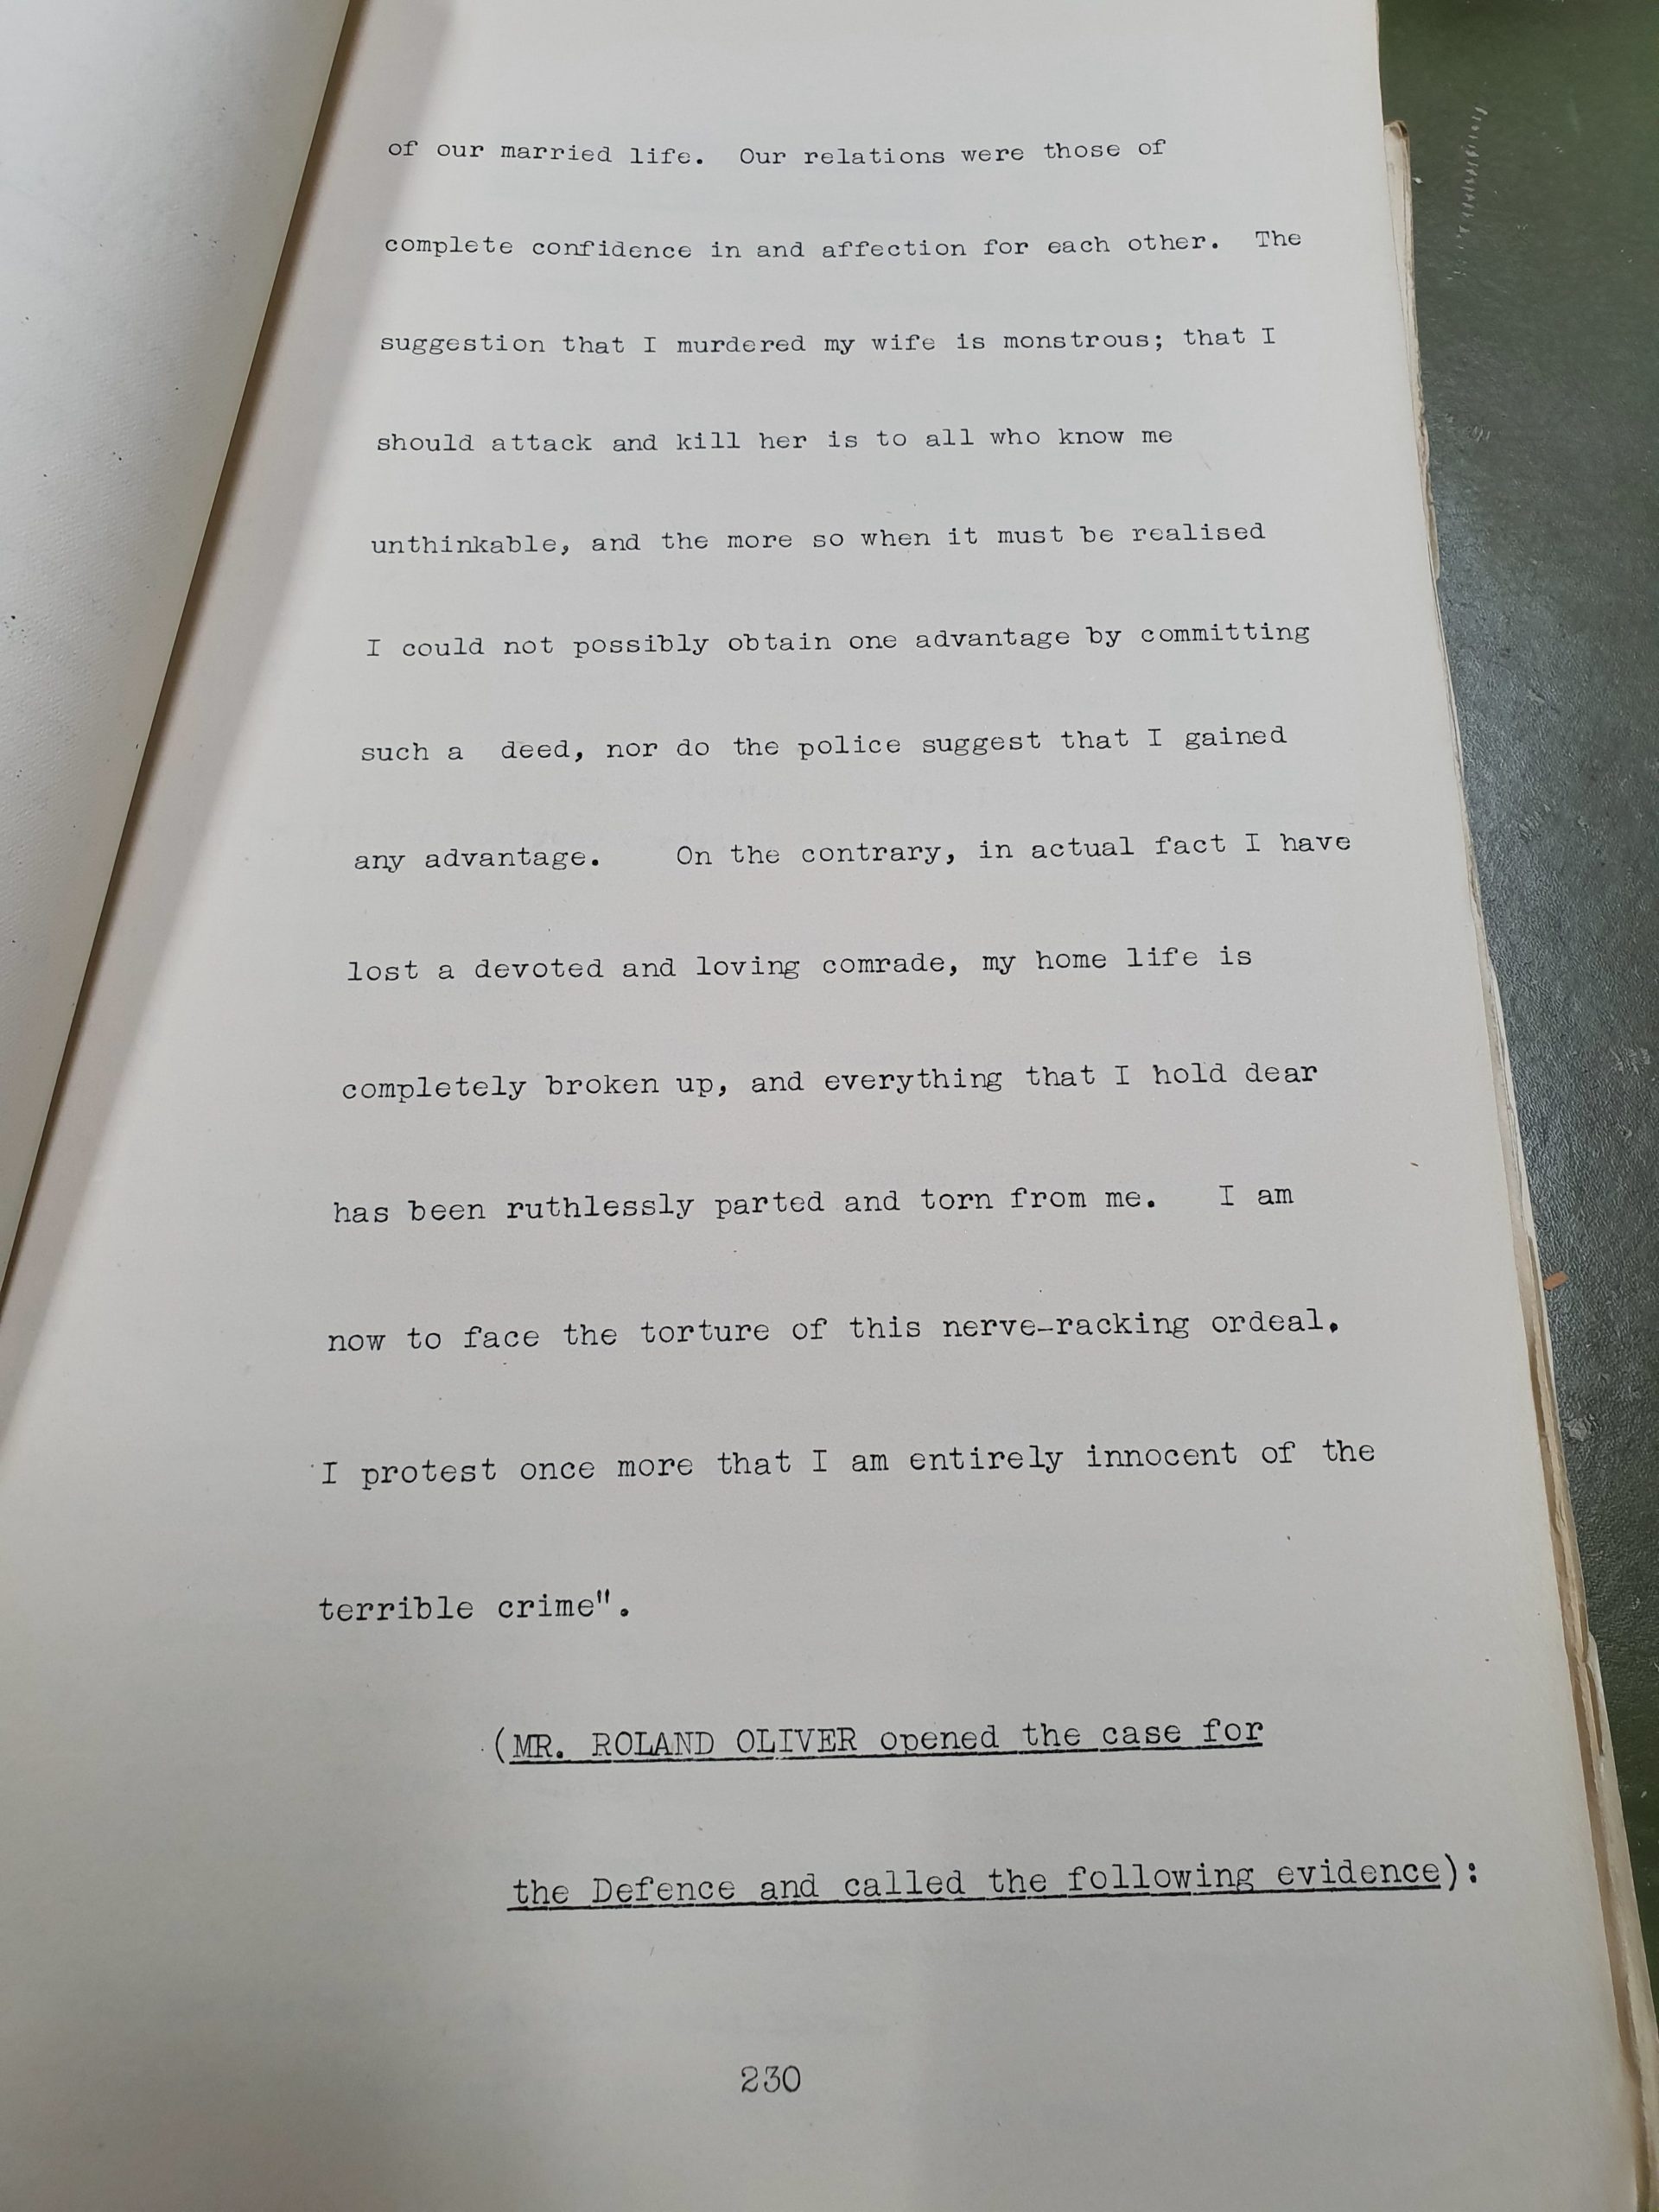 of our married life.  Our relations were those of
complete confidence in and affection for each other.  The
suggestion that I murdered my wife is monstrous; that I
should attack and kill her is to all who know me
unthinkable, and the more so when it must be realised
I could not possibly obtain one advantage by committing
such a  deed, nor do the police suggest that I gained
any advantage.    On the contrary, in actual fact I have
lost a devoted and loving comrade, my home life is
completely broken up, and everything that I hold dear
has been ruthlessly parted and torn from me.   I am
now to face the torture of this nerve-racking ordeal.
I protest once more that I am entirely innocent of the
terrible crime".
(MR. ROLAND OLIVER opened the case for
the Defence and called the following evidence):
230